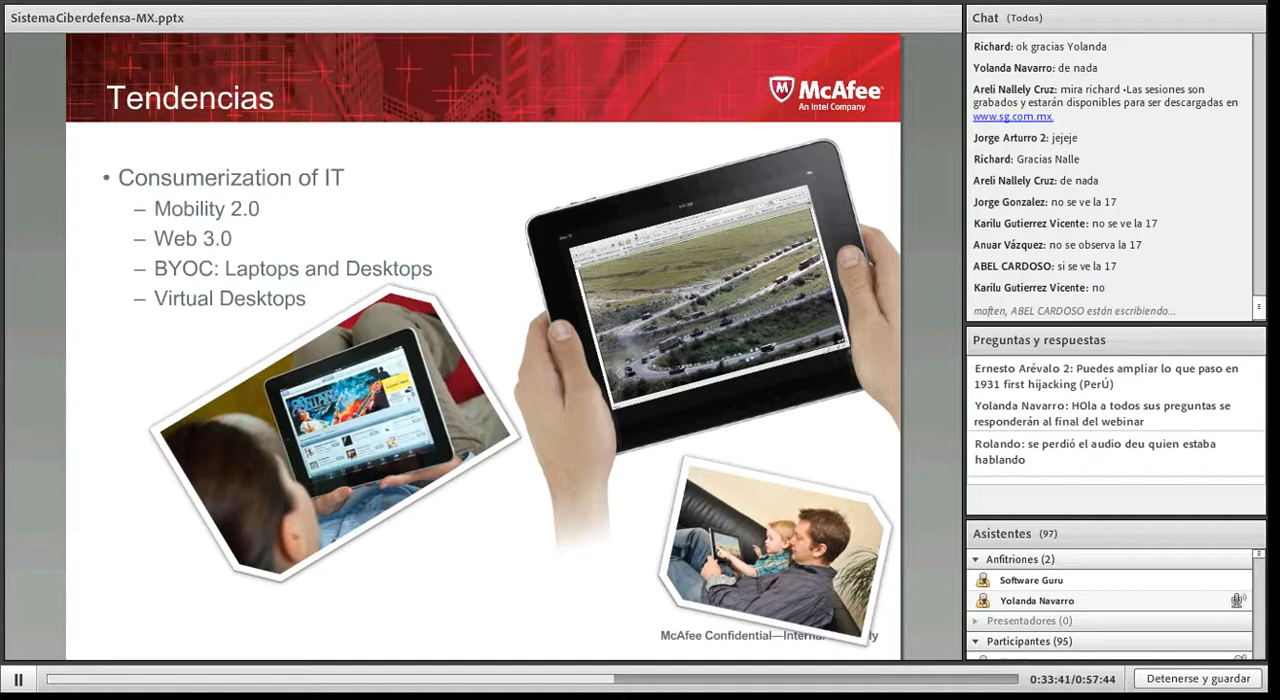 SistemaCiberdefensa-MX.pptx
Tendencias
McAfee
An Intel Company
• Consumerization of IT
– Mobility 2.0
– Web 3.0
– BYOC: Laptops and Desktops
– Virtual Desktops
McAfee Confidential—Intern
Chat (Todos)
Richard: ok gracias Yolanda
Yolanda Navarro: de nada
Areli Nallely Cruz: mira richard •Las sesiones son
grabados y estarán disponibles para ser descargadas en
www.sg.com.mx.
Jorge Arturro 2: jejeje
Richard: Gracias Nalle
Areli Nallely Cruz: de nada
Jorge Gonzalez: no se ve la 17
Karilu Gutierrez Vicente: no se ve la 17
Anuar Vázquez: no se observa la 17
ABEL CARDOSO: si se ve la 17
Karilu Gutierrez Vicente: no
moften, ABEL CARDOSO están escribiendo...
Preguntas y respuestas
Ernesto Arévalo 2: Puedes ampliar lo que paso en
1931 first hijacking (PerÚ)
Yolanda Navarro: HOla a todos sus preguntas se
responderán al final del webinar
Rolando: se perdió el audio deu quien estaba
hablando
Asistentes (97)
Anfitriones (2)
Software Guru
Yolanda Navarro
Presentadores (0)
Participantes (95)
0:33:41/0:57:44
Detenerse y guardar